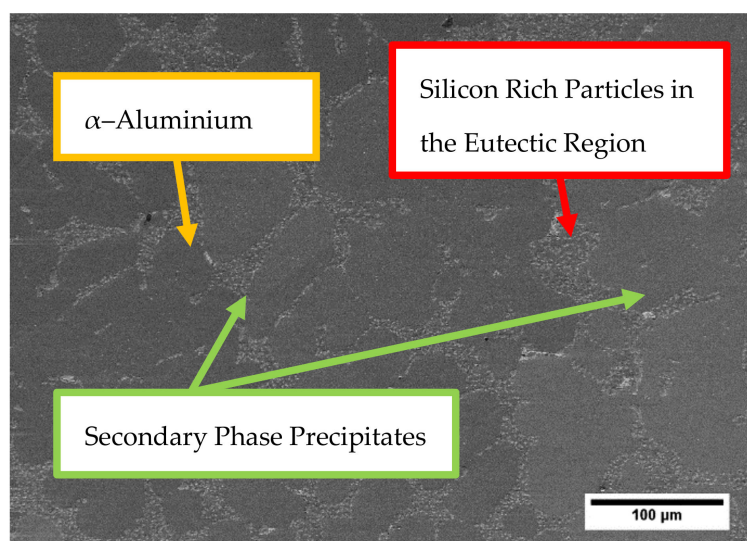 α–Aluminium
Silicon Rich Particles in
the Eutectic Region
Secondary Phase Precipitates
100 µm